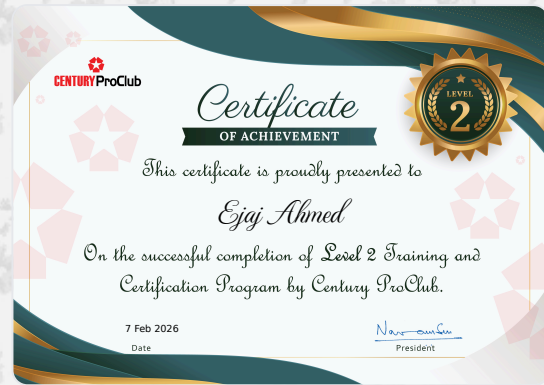 CENTURY ProClub
LEVEL
2
Certificate
OF ACHIEVEMENT
This certificate is proudly presented to
Ejaj Ahmed
On the successful completion of Level 2 Training and
Certification Program by Century ProClub.
7 Feb 2026
Date
President